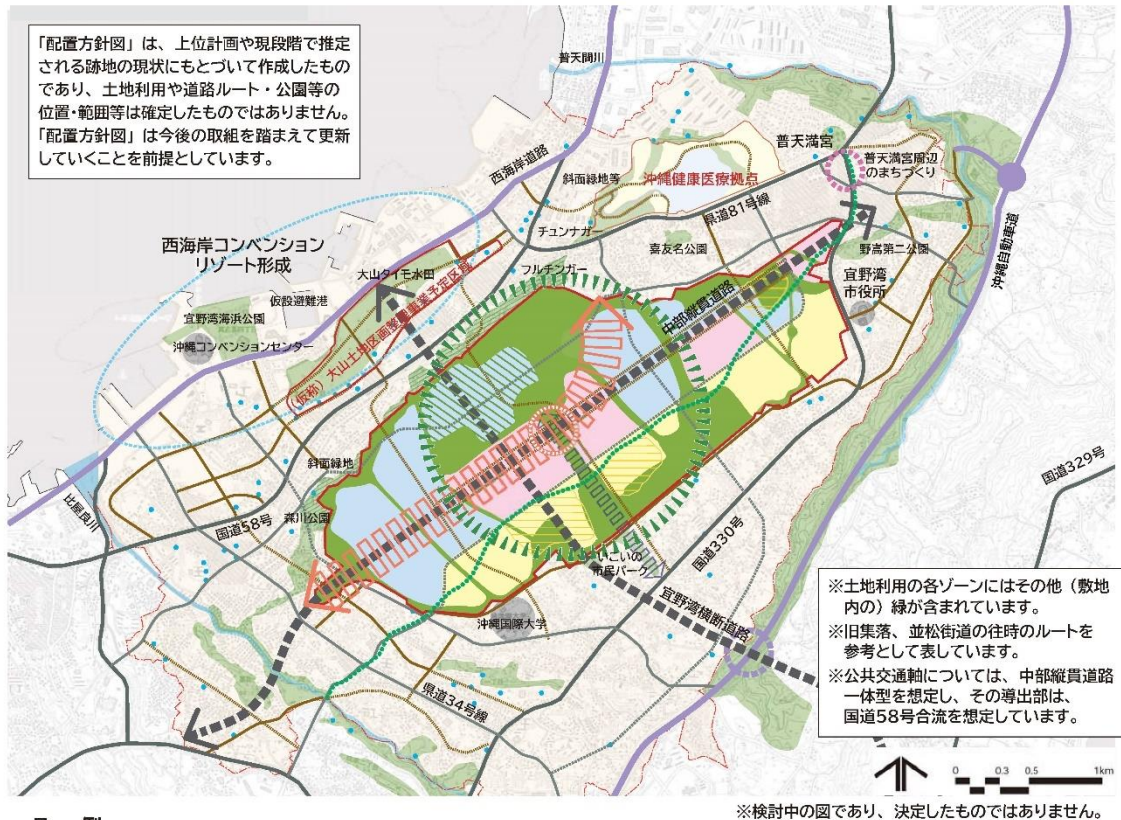 「配置方針図」は、上位計画や現段階で推定
される跡地の現状にもとづいて作成したもの
であり、土地利用や道路ルート・公園等の
位置・範囲等は確定したものではありません。
「配置方針図」は今後の取組を踏まえて更新
していくことを前提としています。
普天間川
西海岸道路
斜面緑地等
沖縄健康医療拠点
普天満宮
普天満宮周辺
のまちづくり
県道81号線
チュンナガー
喜友名公園
野嵩第二公園
沖縄自動車道
西海岸コンベンション
リゾート形成
大山タイモ水田
フルチンガー
宜野湾
市役所
仮設避難港
宜野湾海浜公園
沖縄コンベンションセンター
(仮称)大山土地区画整理事業予定区域
中部縦貫道路
斜面緑地
森川公園
比屋良川
国道58号
国道329号
国道330号
いこいの
市民パーク
宜野湾横断道路
沖縄国際大学
県道34号線
※土地利用の各ゾーンにはその他(敷地
内の)緑が含まれています。
※旧集落、並松街道の往時のルートを
参考として表しています。
※公共交通軸については、中部縦貫道路
一体型を想定し、その導出部は、
国道58号合流を想定しています。
0 0.3 0.5 1km
※検討中の図であり、決定したものではありません。